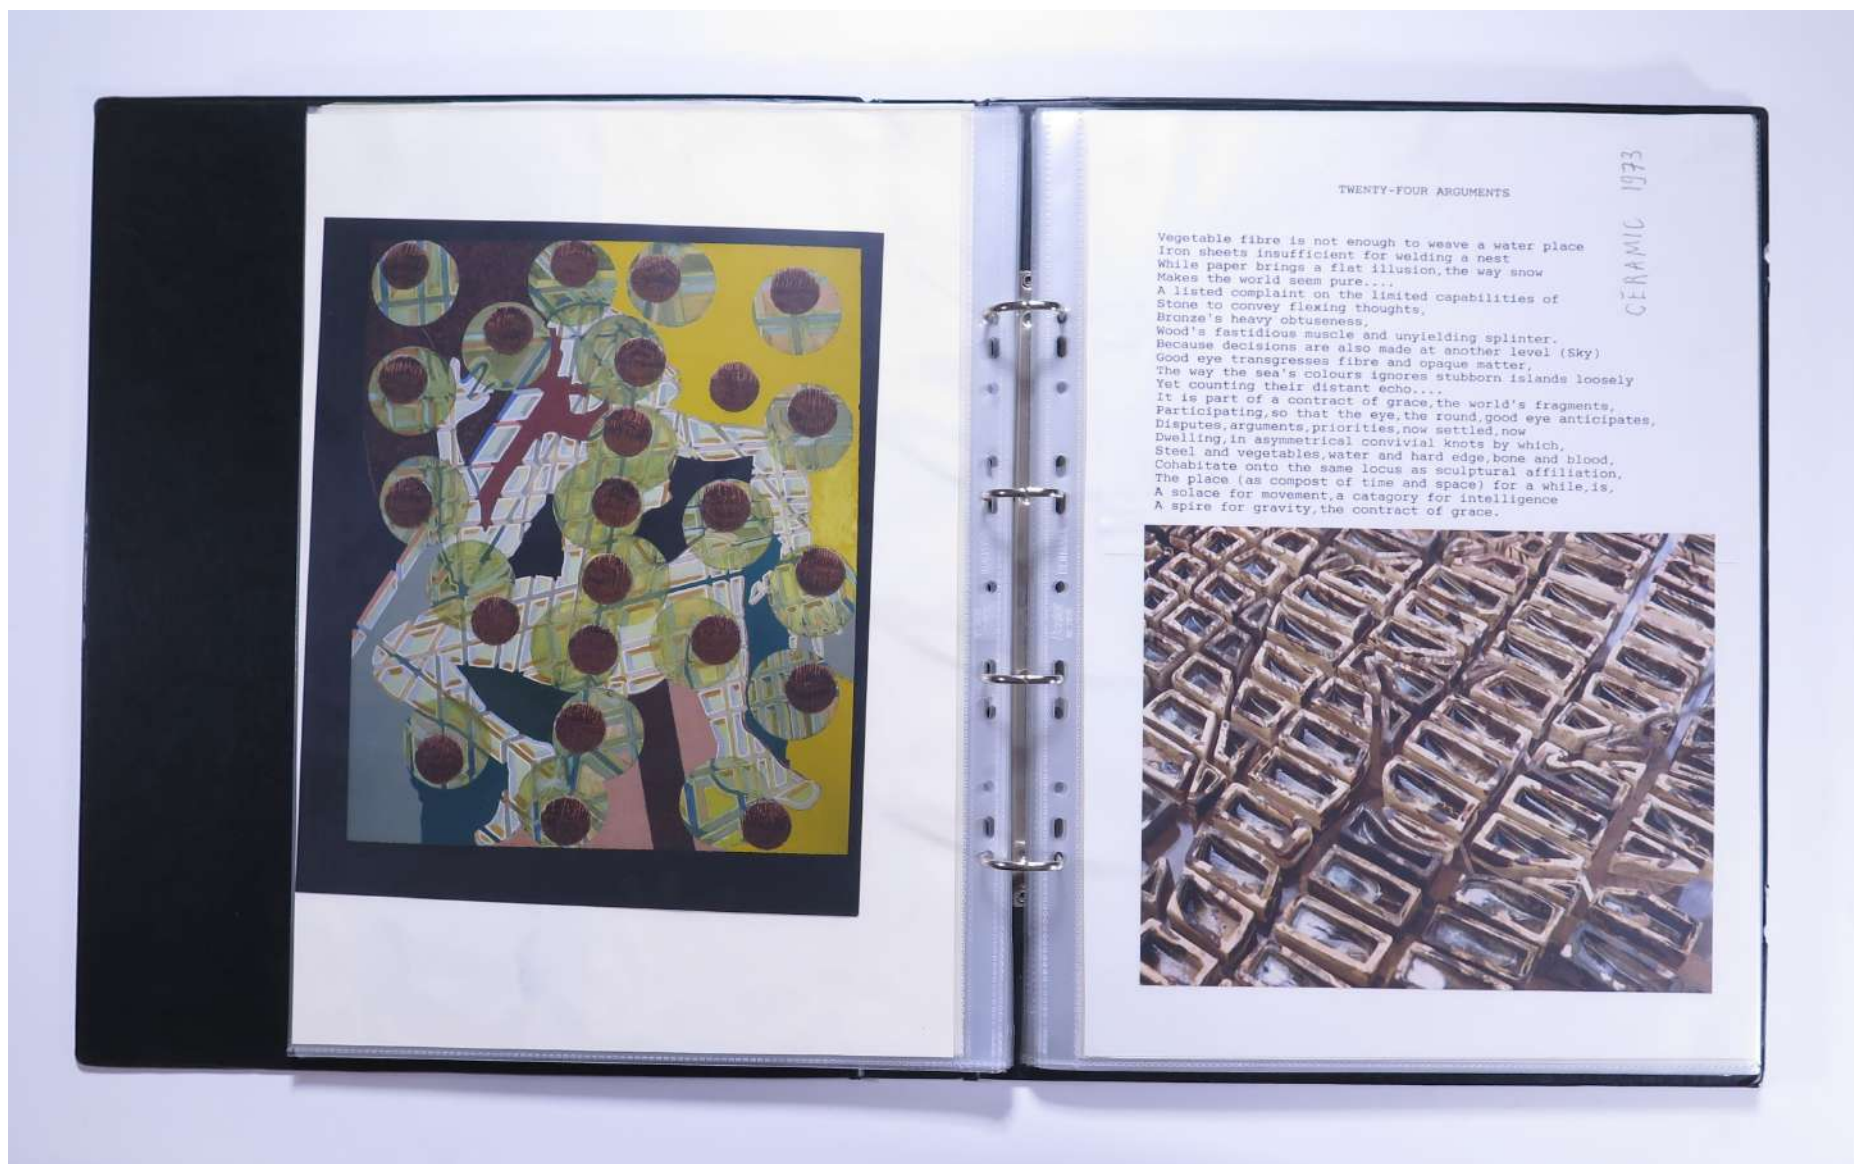 TWENTY-FOUR ARGUMENTS
CERAMIC 1973
Vegetable fibre is not enough to weave a water place
Iron sheets insufficient for welding a nest
While paper brings a flat illusion,the way snow
Makes the world seem pure....
A listed complaint on the limited capabilities of
Stone to convey flexing thoughts,
Bronze's heavy obtuseness,
Wood's fastidious muscle and unyielding splinter.
Because decisions are also made at another level (Sky)
Good eye transgresses fibre and opaque matter,
The way the sea's colours ignores stubborn islands loosely
Yet counting their distant echo....
It is part of a contract of grace,the world's fragments,
Participating,so that the eye,the round,good eye anticipates,
Disputes,arguments,priorities,now settled,now
Dwelling,in asymmetrical convivial knots by which,
Steel and vegetables,water and hard edge,bone and blood,
Cohabitate onto the same locus as sculptural affiliation,
The place (as compost of time and space) for a while,is,
A solace for movement,a catagory for intelligence
A spire for gravity,the contract of grace.